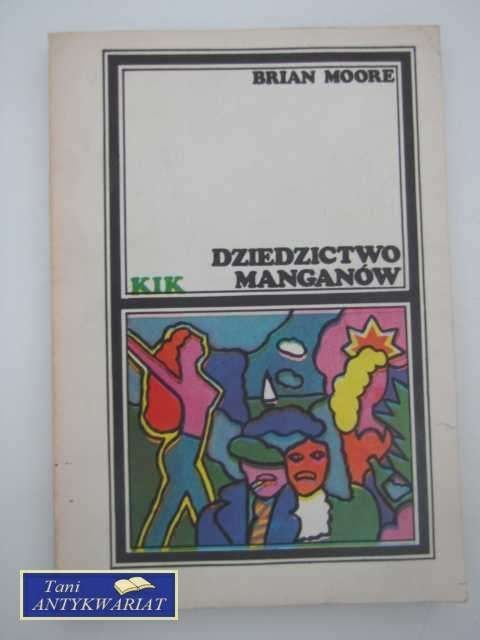 BRIAN MOORE
DZIEDZICTWO
MANGANÓW
KIK
Tani
ANTYKWARIAT